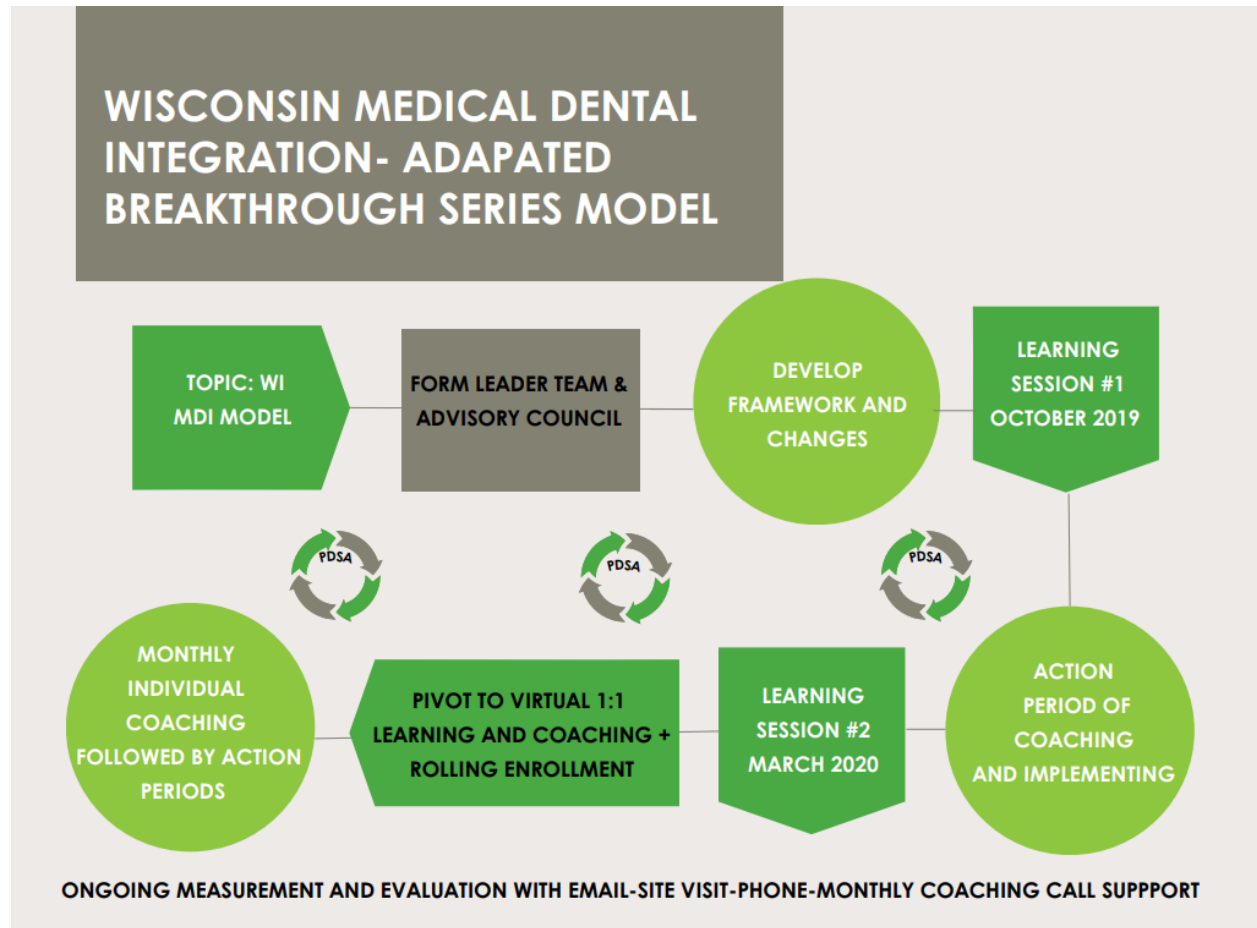 WISCONSIN MEDICAL DENTAL
INTEGRATION- ADAPATED
BREAKTHROUGH SERIES MODEL
TOPIC: WI
MDI MODEL
FORM LEADER TEAM &
ADVISORY COUNCIL
DEVELOP
FRAMEWORK AND
CHANGES
LEARNING
SESSION #1
OCTOBER 2019
PDSA
PDSA
PDSA
MONTHLY
INDIVIDUAL
COACHING
FOLLOWED BY ACTION
PERIODS
PIVOT TO VIRTUAL 1:1
LEARNING AND COACHING +
ROLLING ENROLLMENT
LEARNING
SESSION #2
MARCH 2020
ACTION
PERIOD OF
COACHING
AND IMPLEMENTING
ONGOING MEASUREMENT AND EVALUATION WITH EMAIL-SITE VISIT-PHONE-MONTHLY COACHING CALL SUPPPORT